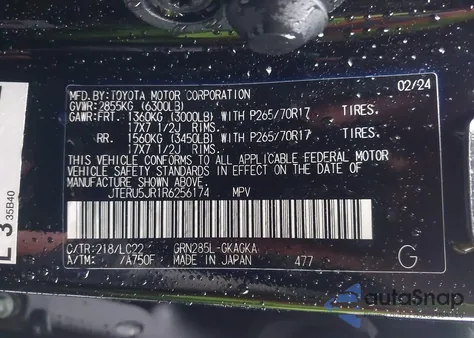 MFD.BY:TOYOTA MOTOR CORPORATION 02/24
GVWR:2855KG (6300LB)
GAWR:FRT. 1360KG (3000LB) WITH P265/70R17 TIRES.
17X7 1/2J RIMS.
RR. 1560KG (3450LB) WITH P265/70R17 TIRES.
17X7 1/2J RIMS.
THIS VEHICLE CONFORMS TO ALL APPLICABLE FEDERAL MOTOR
VEHICLE SAFETY STANDARDS IN EFFECT ON THE DATE OF
MANUFACTURE SHOWN ABOVE.
JTERU5JR1R6256174 MPV
C/TR:218/LC22 GRN285L-GKAGKA
A/TM: /A750F MADE IN JAPAN 477 G
L 3 35B40
autoSnap